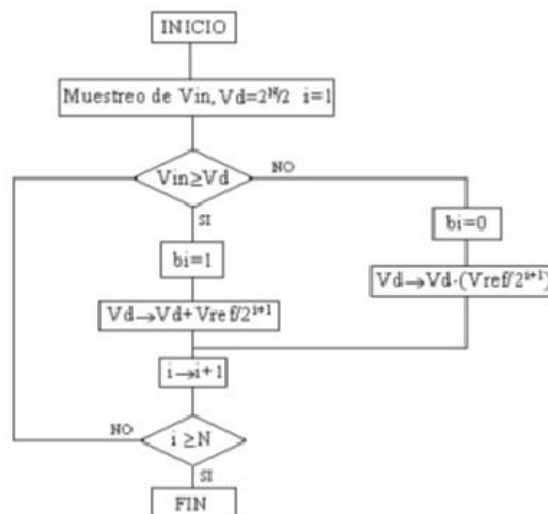 INICIO
Muestreo de Vin, Vd=2^N/2 i=1
Vin≥Vd
NO
SI
bi=1
bi=0
Vd→Vd+Vref/2^i+1
Vd→Vd-(Vref/2^i+1)
i→i+1
NO
i ≥N
SI
FIN